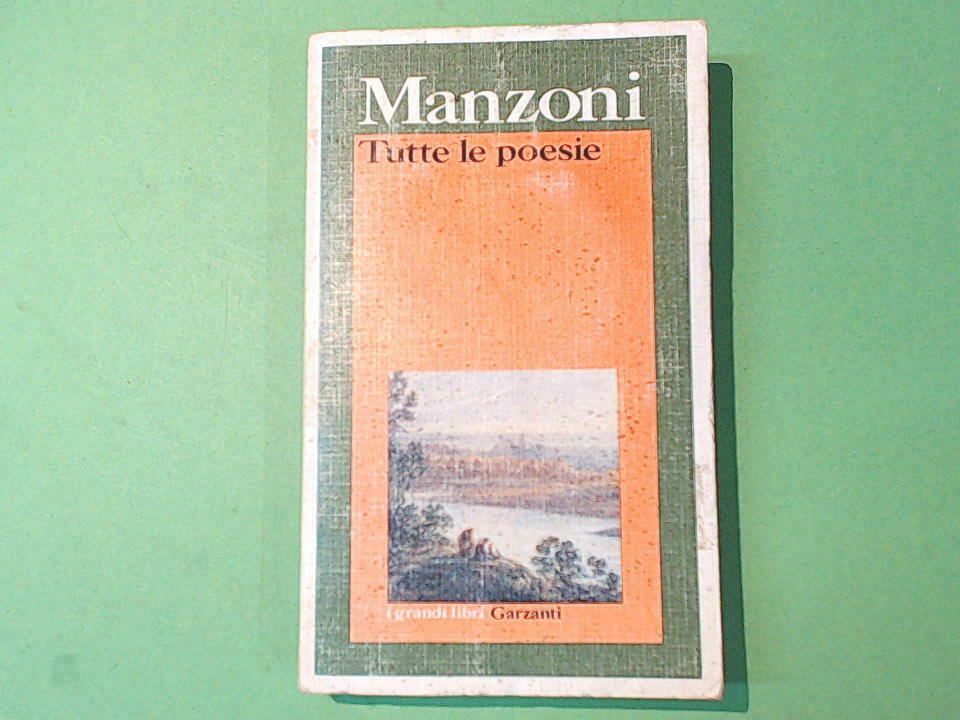 Manzoni
Tutte le poesie
i grandi libri Garzanti